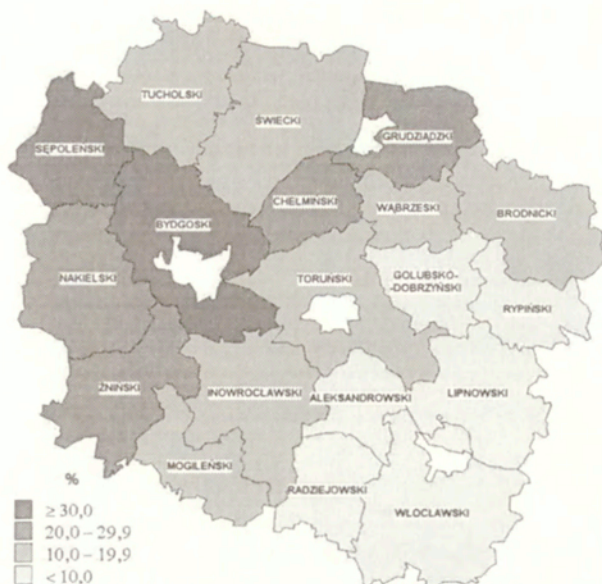 TUCHOLSKI
ŚWIECKI
GRUDZIĄDZKI
SĘPOLEŃSKI
CHEŁMIŃSKI
WĄBRZESKI
BRODNICKI
BYDGOSKI
NAKIELSKI
TORUŃSKI
GOLUBSKO-
-DOBRZYŃSKI
RYPIŃSKI
ŻNIŃSKI
INOWROCŁAWSKI
ALEKSANDROWSKI
LIPNOWSKI
MOGILEŃSKI
RADZIEJOWSKI
WŁOCŁAWSKI
%
≥ 30,0
20,0 – 29,9
10,0 – 19,9
< 10,0